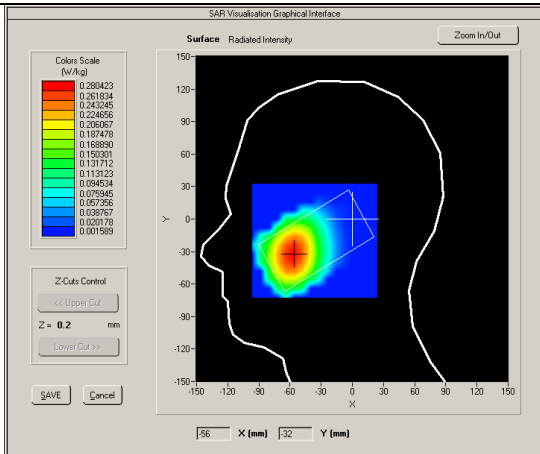 SAR Visualisation Graphical Interface
Surface Radiated Intensity
Zoom In/Out
Colors Scale
(W/kg)
0.280423
0.261834
0.243245
0.224656
0.206067
0.187478
0.168890
0.150301
0.131712
0.113123
0.094534
0.075945
0.057356
0.038767
0.020178
0.001589
Z-Cuts Control
<< Upper Cut
Z = 0.2 mm
Lower Cut >>
SAVE Cancel
150
120
90
60
30
0
-30
-60
-90
-120
-150
Y
-150 -120 -90 -60 -30 0 30 60 90 120 150
X
-56 X (mm) -32 Y (mm)